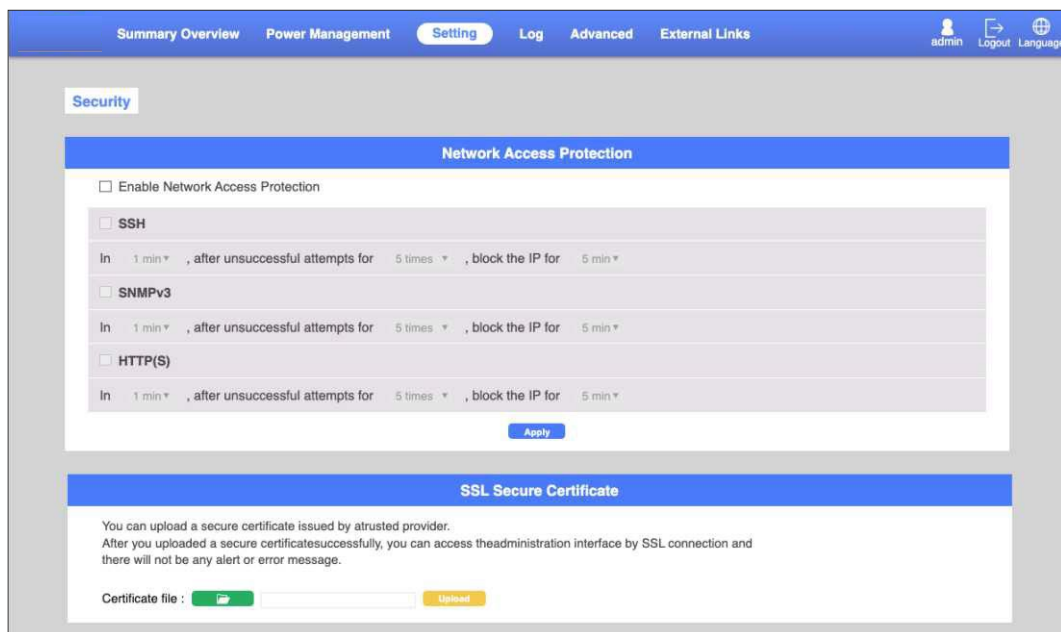 Summary Overview Power Management Setting Log Advanced External Links admin Logout Language
Security
Network Access Protection
Enable Network Access Protection
SSH
In 1 min , after unsuccessful attempts for 5 times , block the IP for 5 min
SNMPv3
In 1 min , after unsuccessful attempts for 5 times , block the IP for 5 min
HTTP(S)
In 1 min , after unsuccessful attempts for 5 times , block the IP for 5 min
Apply
SSL Secure Certificate
You can upload a secure certificate issued by atrusted provider.
After you uploaded a secure certificatesuccessfully, you can access theadministration interface by SSL connection and
there will not be any alert or error message.
Certificate file : Upload